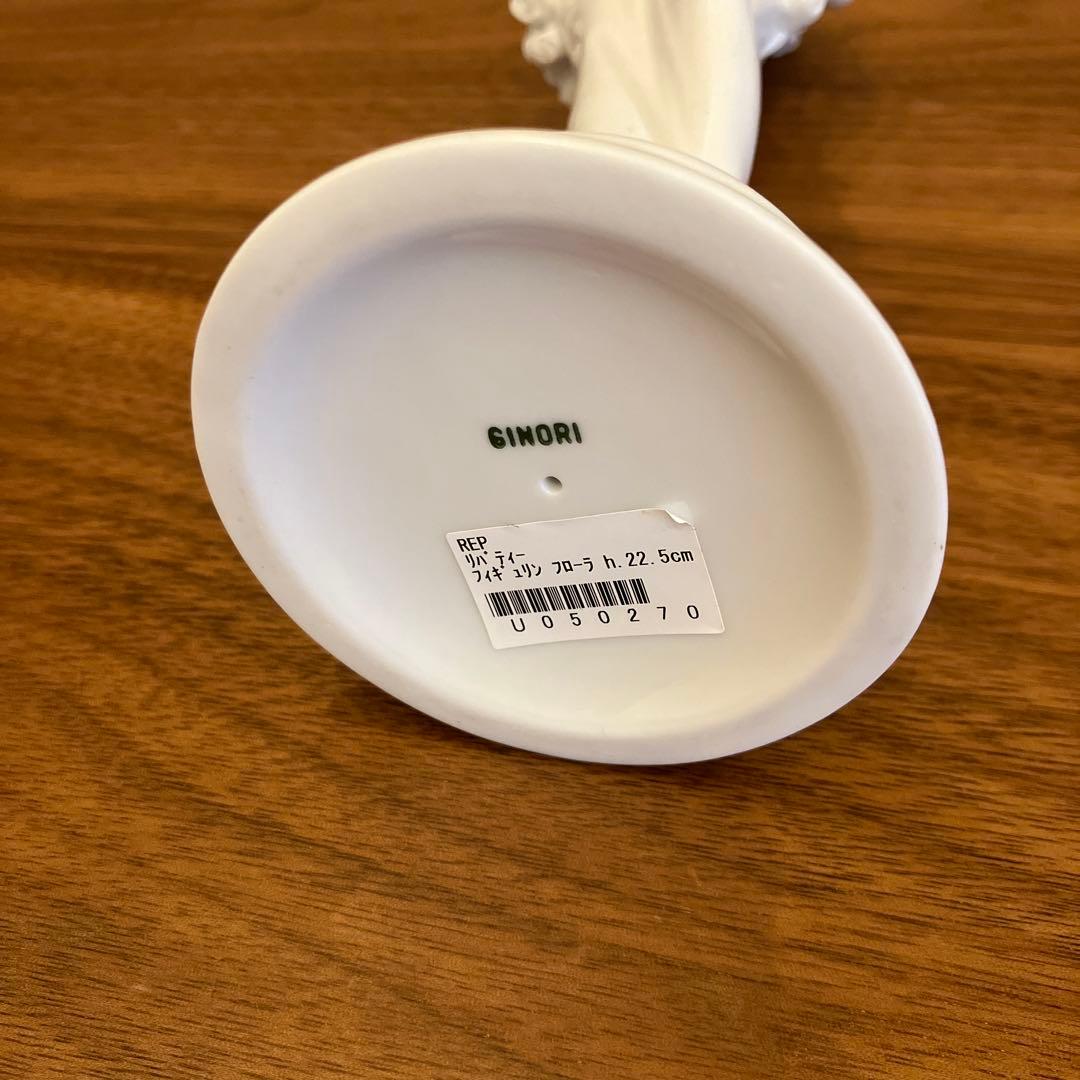 GINORI
REP
ﾘﾊﾞﾃｨｰ
ﾌｨｷﾞｭﾘﾝ ﾌﾛｰﾗ h.22.5cm
U050270